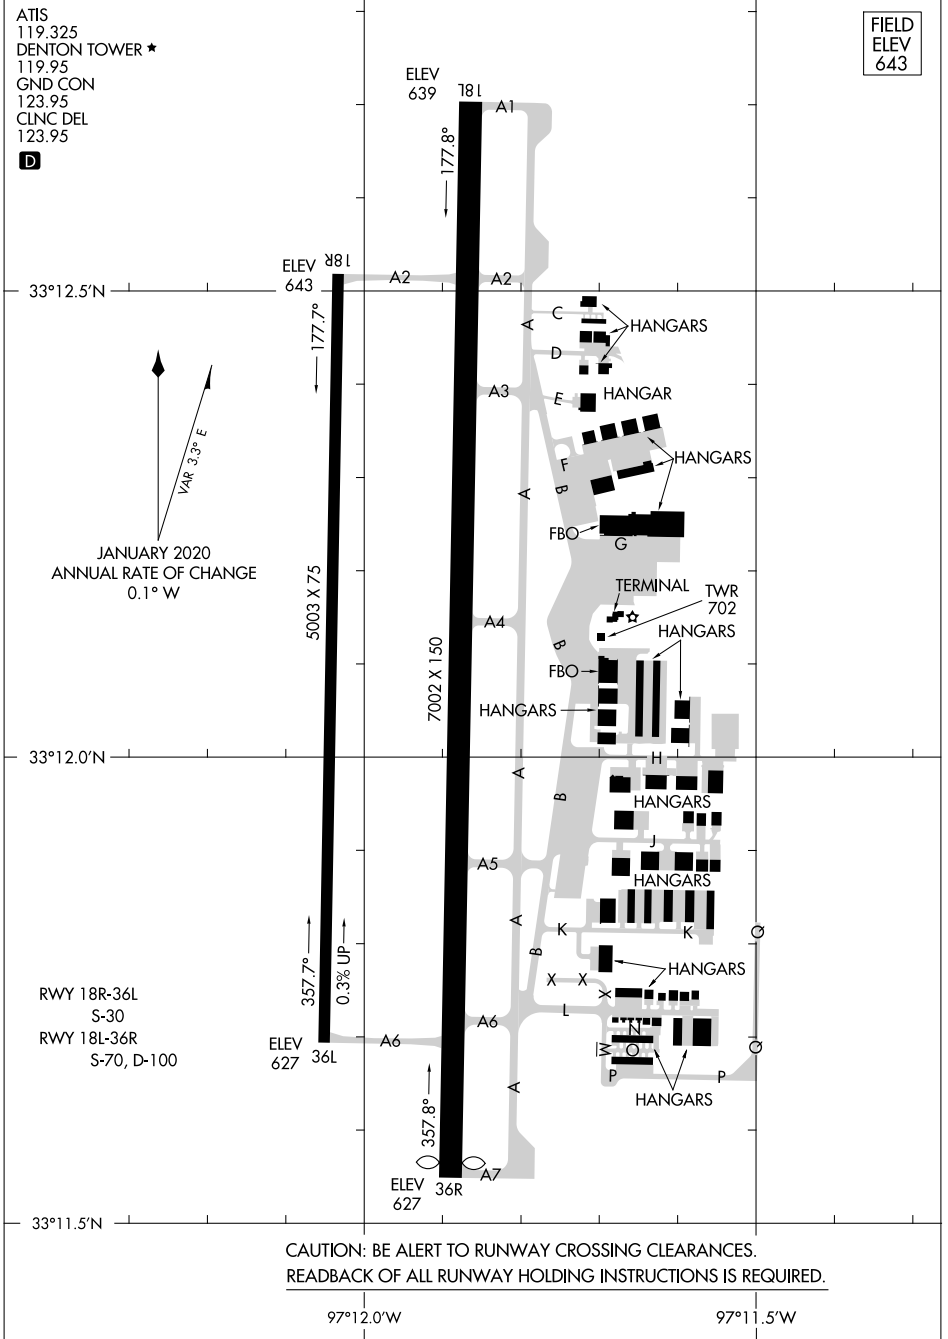 ATIS
119.325
DENTON TOWER ★
119.95
GND CON
123.95
CLNC DEL
123.95
D
FIELD
ELEV
643
ELEV
639
18L
A1
177.8°
ELEV
643
18R
A2
A2
33°12.5'N
177.7°
C
HANGARS
A
D
A3
E
HANGAR
VAR 3.3° E
F
HANGARS
A
B
FBO
G
JANUARY 2020
ANNUAL RATE OF CHANGE
0.1° W
5003 X 75
TERMINAL
TWR
702
A4
HANGARS
B
7002 X 150
FBO
HANGARS
33°12.0'N
H
A
B
HANGARS
J
A5
HANGARS
A
K
K
Q
B
357.7°
0.3% UP
HANGARS
X
X
X
RWY 18R-36L
S-30
RWY 18L-36R
S-70, D-100
L
A6
N
ELEV
627
36L
A6
M
O
Q
P
P
A
357.8°
HANGARS
ELEV
627
36R
A7
33°11.5'N
CAUTION: BE ALERT TO RUNWAY CROSSING CLEARANCES.
READBACK OF ALL RUNWAY HOLDING INSTRUCTIONS IS REQUIRED.
97°12.0'W
97°11.5'W